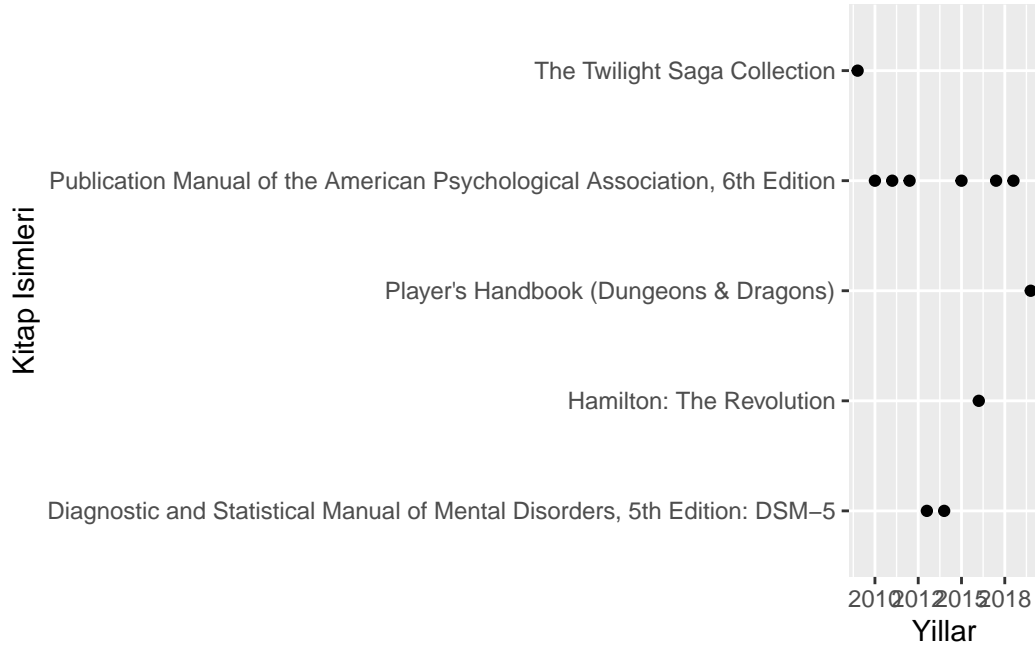 The Twilight Saga Collection
Publication Manual of the American Psychological Association, 6th Edition
Player's Handbook (Dungeons & Dragons)
Hamilton: The Revolution
Diagnostic and Statistical Manual of Mental Disorders, 5th Edition: DSM−5
Kitap Isimleri
2010 2012 2015 2018
Yillar